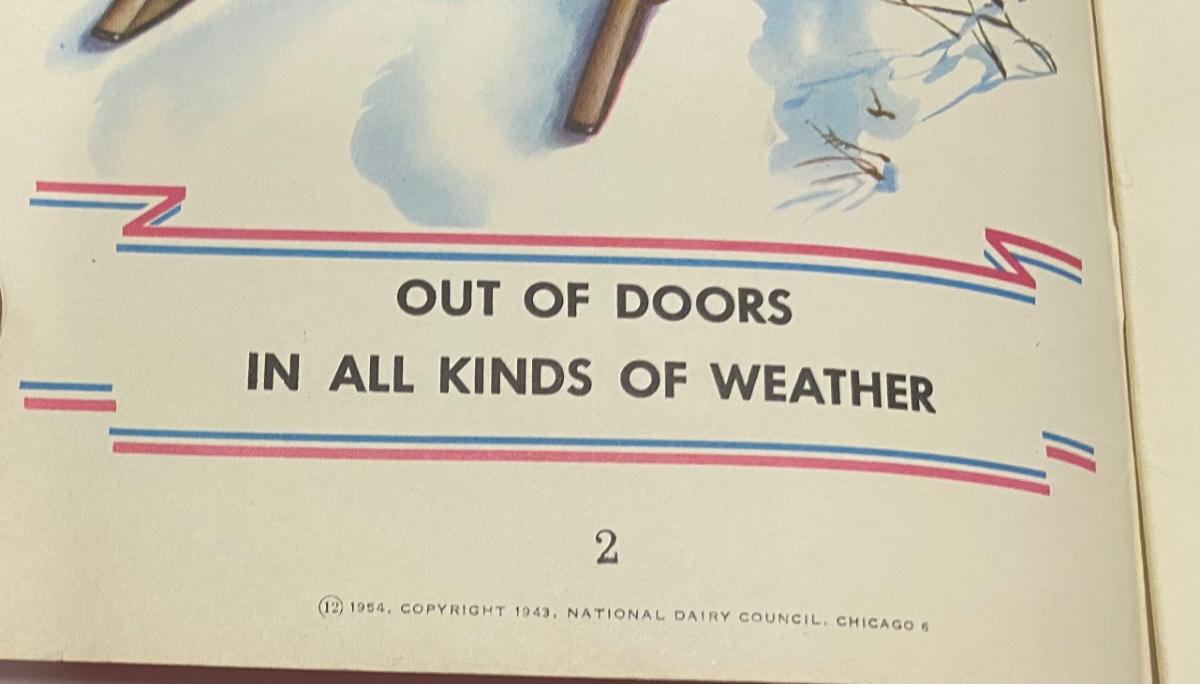 OUT OF DOORS
IN ALL KINDS OF WEATHER
2
⑫ 1954, COPYRIGHT 1943, NATIONAL DAIRY COUNCIL, CHICAGO 6